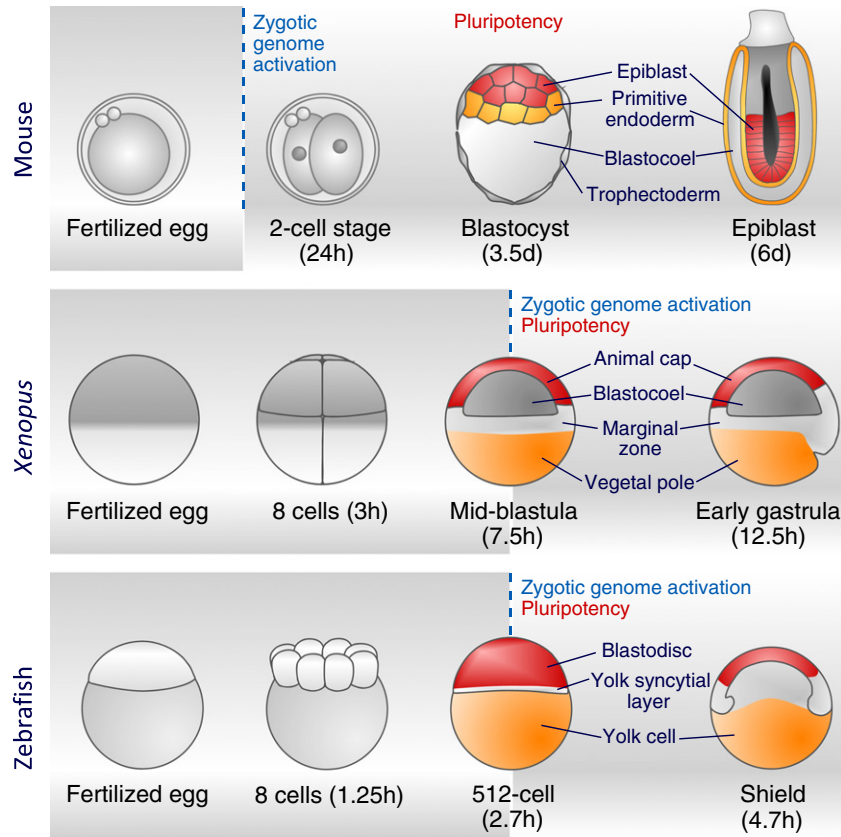 Mouse
Zygotic
genome
activation
Pluripotency
Epiblast
Primitive
endoderm
Blastocoel
Trophectoderm
Fertilized egg
2-cell stage
(24h)
Blastocyst
(3.5d)
Epiblast
(6d)
Xenopus
Zygotic genome activation
Pluripotency
Animal cap
Blastocoel
Marginal
zone
Vegetal pole
Fertilized egg
8 cells (3h)
Mid-blastula
(7.5h)
Early gastrula
(12.5h)
Zebrafish
Zygotic genome activation
Pluripotency
Blastodisc
Yolk syncytial
layer
Yolk cell
Fertilized egg
8 cells (1.25h)
512-cell
(2.7h)
Shield
(4.7h)